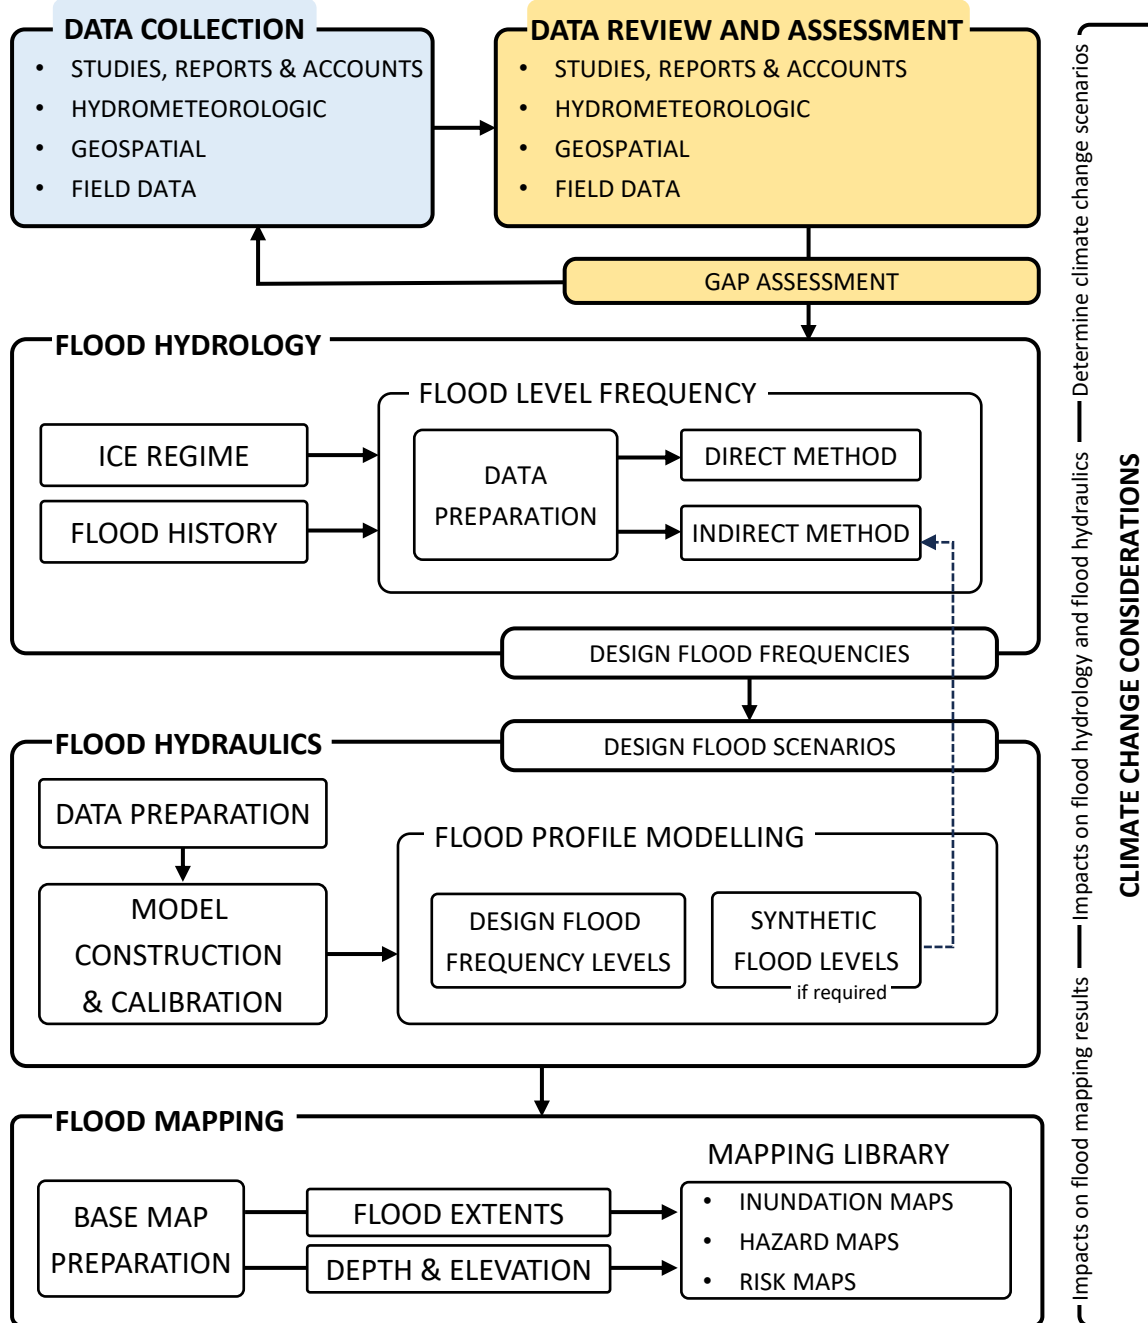 DATA COLLECTION
• STUDIES, REPORTS & ACCOUNTS
• HYDROMETEOROLOGIC
• GEOSPATIAL
• FIELD DATA
DATA REVIEW AND ASSESSMENT
• STUDIES, REPORTS & ACCOUNTS
• HYDROMETEOROLOGIC
• GEOSPATIAL
• FIELD DATA
GAP ASSESSMENT
FLOOD HYDROLOGY
ICE REGIME
FLOOD HISTORY
FLOOD LEVEL FREQUENCY
DATA
PREPARATION
DIRECT METHOD
INDIRECT METHOD
DESIGN FLOOD FREQUENCIES
FLOOD HYDRAULICS
DESIGN FLOOD SCENARIOS
DATA PREPARATION
MODEL
CONSTRUCTION
& CALIBRATION
FLOOD PROFILE MODELLING
DESIGN FLOOD
FREQUENCY LEVELS
SYNTHETIC
FLOOD LEVELS
if required
FLOOD MAPPING
BASE MAP
PREPARATION
FLOOD EXTENTS
DEPTH & ELEVATION
MAPPING LIBRARY
• INUNDATION MAPS
• HAZARD MAPS
• RISK MAPS
Determine climate change scenarios
Impacts on flood hydrology and flood hydraulics
Impacts on flood mapping results
CLIMATE CHANGE CONSIDERATIONS